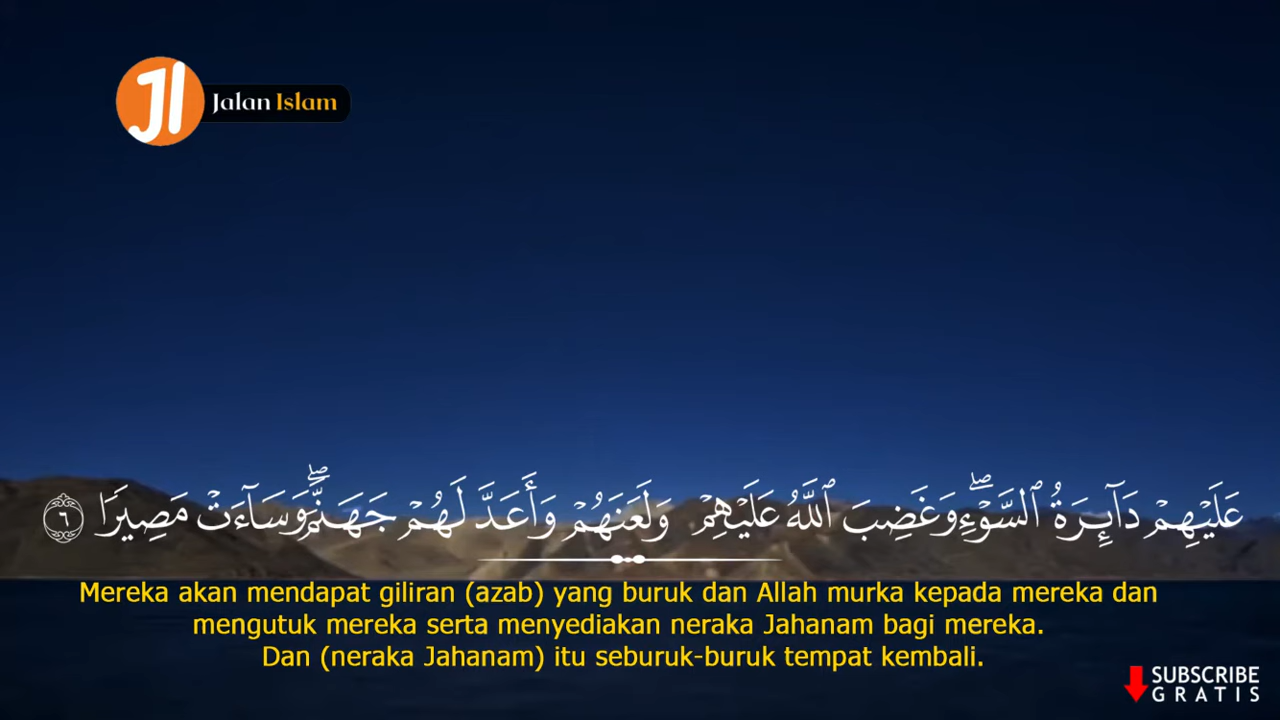 JI Jalan Islam
عَلَيْهِمْ دَآئِرَةُ ٱلسَّوْءِ ۖ وَغَضِبَ ٱللَّهُ عَلَيْهِمْ وَلَعَنَهُمْ وَأَعَدَّ لَهُمْ جَهَنَّمَ ۖ وَسَآءَتْ مَصِيرًا ٦
Mereka akan mendapat giliran (azab) yang buruk dan Allah murka kepada mereka dan
mengutuk mereka serta menyediakan neraka Jahanam bagi mereka.
Dan (neraka Jahanam) itu seburuk-buruk tempat kembali.
SUBSCRIBE
GRATIS